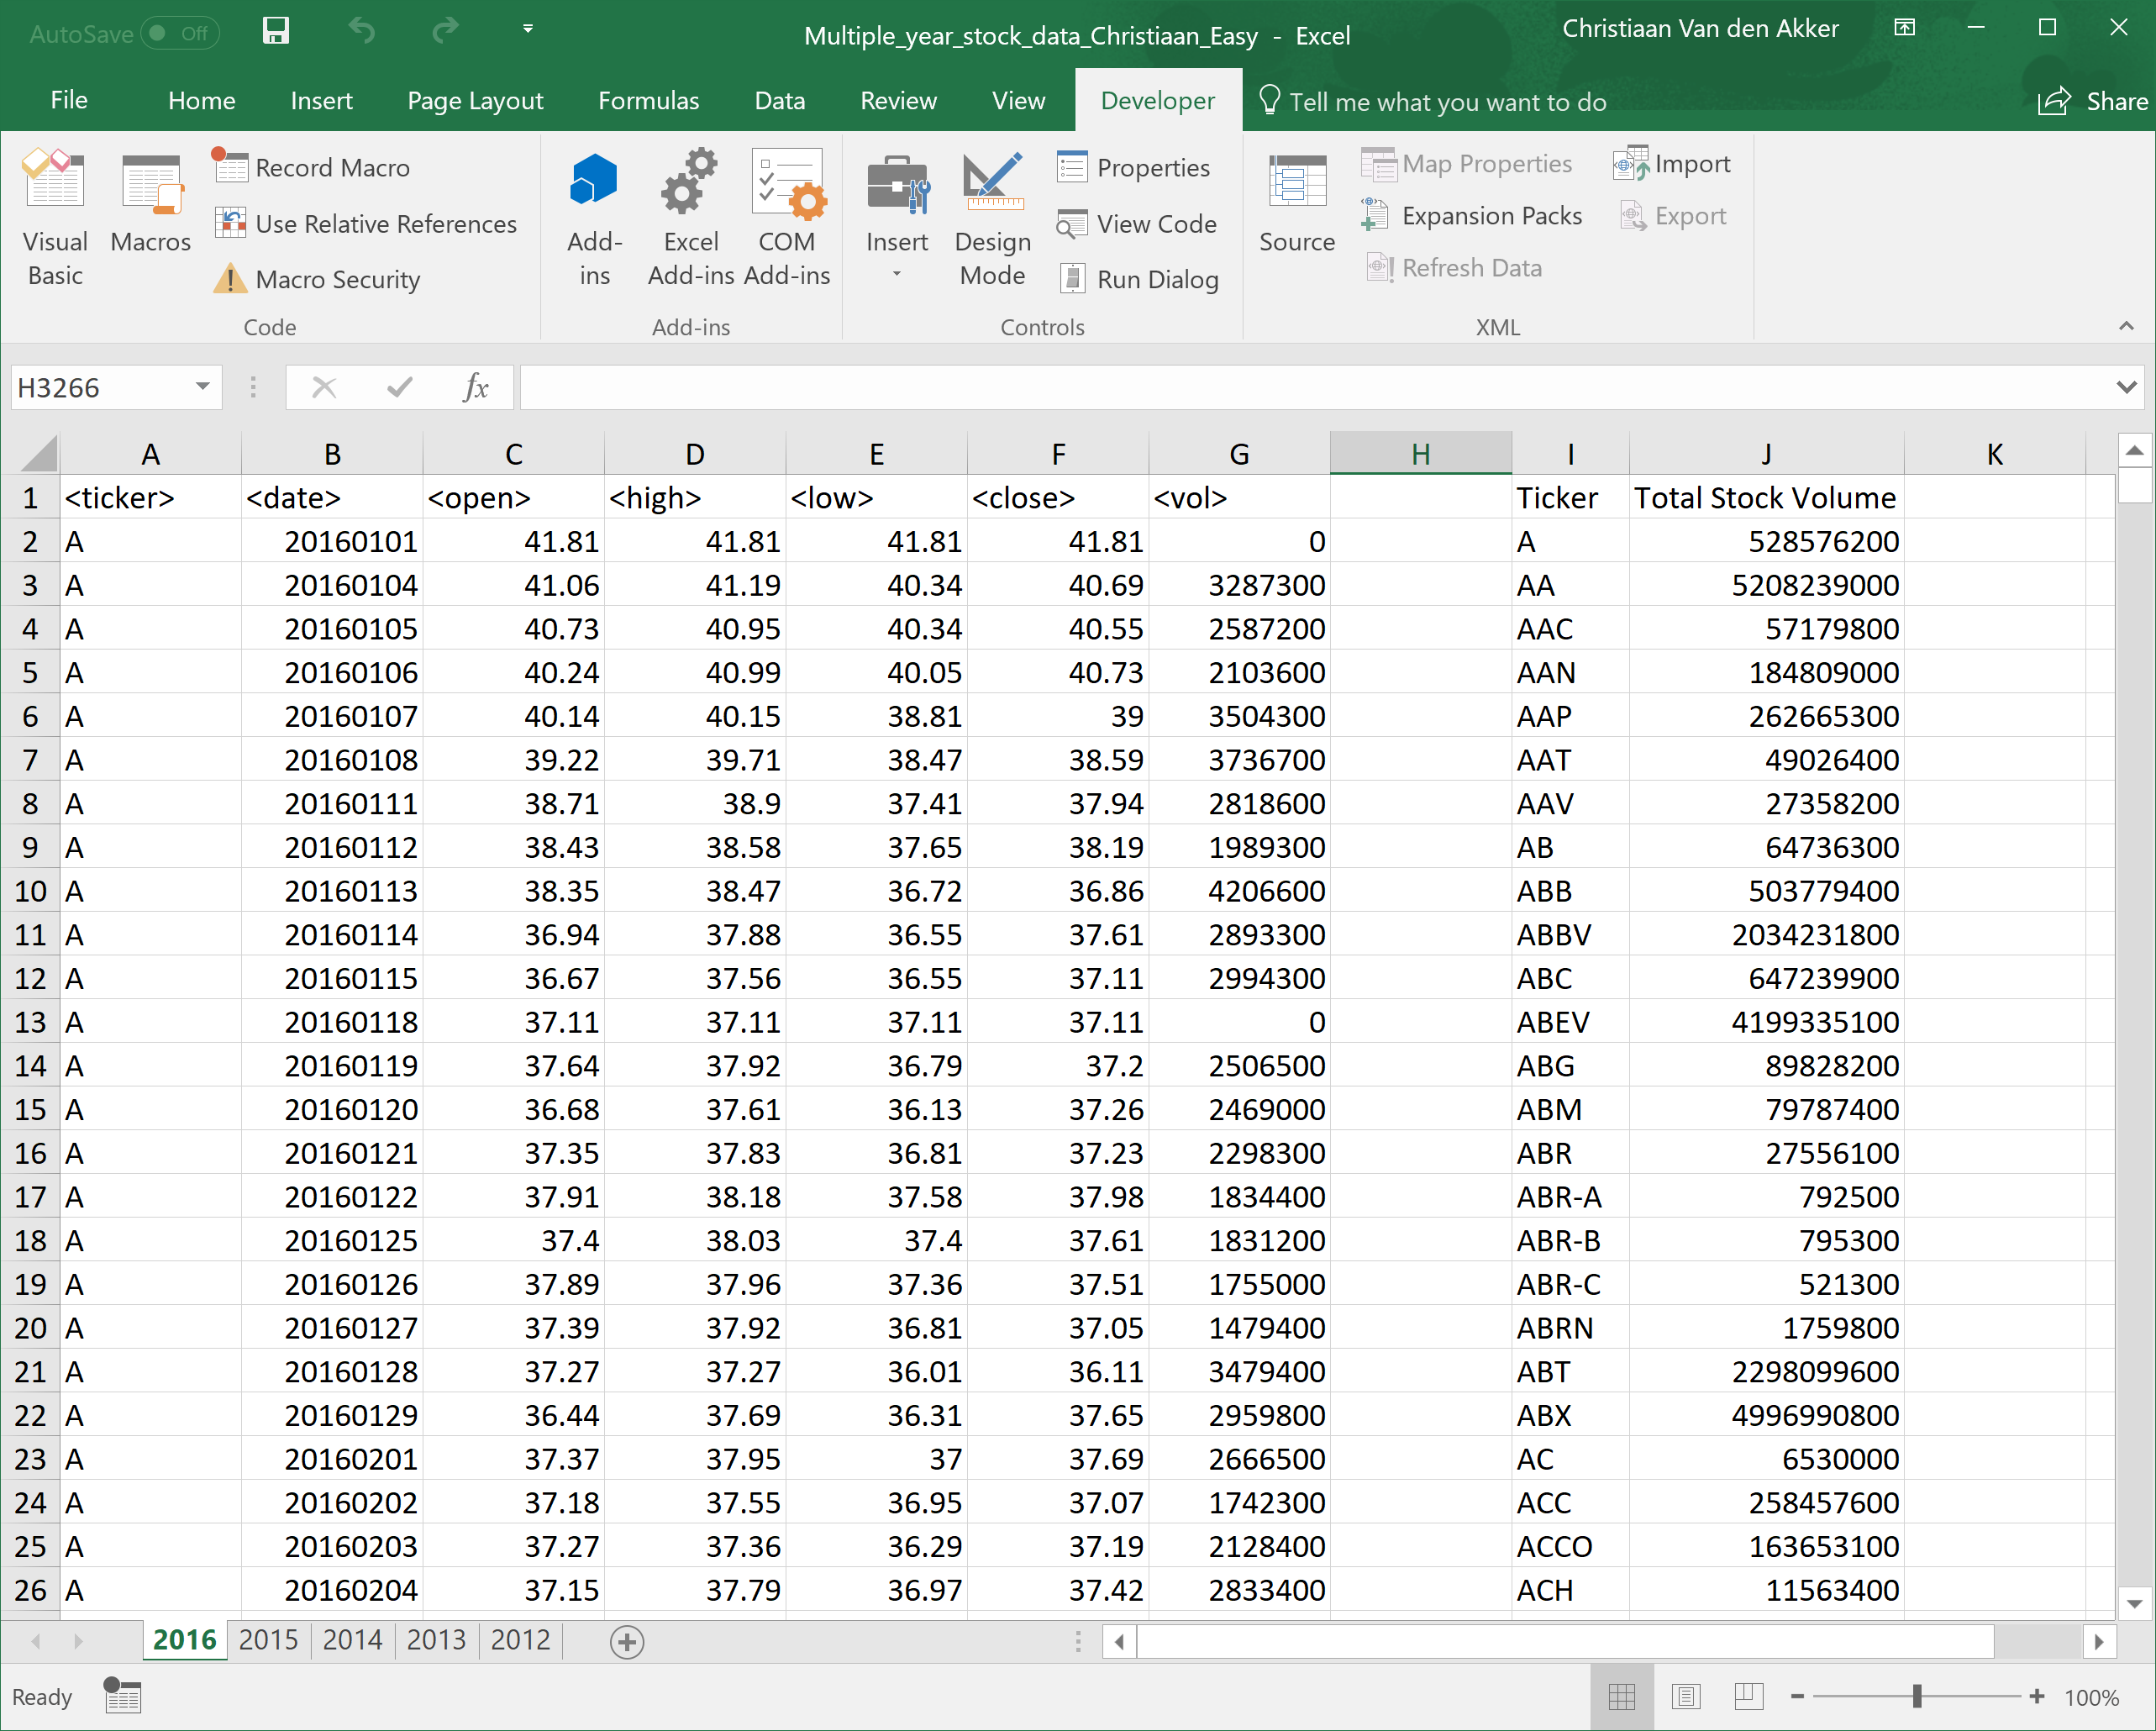 AutoSave Off
Multiple_year_stock_data_Christiaan_Easy - Excel
Christiaan Van den Akker
File Home Insert Page Layout Formulas Data Review View Developer Tell me what you want to do Share
Visual Basic
Macros
Record Macro
Use Relative References
Macro Security
Code
Add-ins
Excel Add-ins
COM Add-ins
Add-ins
Insert
Design Mode
Properties
View Code
Run Dialog
Controls
Source
Map Properties
Expansion Packs
Refresh Data
Import
Export
XML
H3266 fx
A B C D E F G H I J K
1 <ticker> <date> <open> <high> <low> <close> <vol> Ticker Total Stock Volume
2 A 20160101 41.81 41.81 41.81 41.81 0 A 528576200
3 A 20160104 41.06 41.19 40.34 40.69 3287300 AA 5208239000
4 A 20160105 40.73 40.95 40.34 40.55 2587200 AAC 57179800
5 A 20160106 40.24 40.99 40.05 40.73 2103600 AAN 184809000
6 A 20160107 40.14 40.15 38.81 39 3504300 AAP 262665300
7 A 20160108 39.22 39.71 38.47 38.59 3736700 AAT 49026400
8 A 20160111 38.71 38.9 37.41 37.94 2818600 AAV 27358200
9 A 20160112 38.43 38.58 37.65 38.19 1989300 AB 64736300
10 A 20160113 38.35 38.47 36.72 36.86 4206600 ABB 503779400
11 A 20160114 36.94 37.88 36.55 37.61 2893300 ABBV 2034231800
12 A 20160115 36.67 37.56 36.55 37.11 2994300 ABC 647239900
13 A 20160118 37.11 37.11 37.11 37.11 0 ABEV 4199335100
14 A 20160119 37.64 37.92 36.79 37.2 2506500 ABG 89828200
15 A 20160120 36.68 37.61 36.13 37.26 2469000 ABM 79787400
16 A 20160121 37.35 37.83 36.81 37.23 2298300 ABR 27556100
17 A 20160122 37.91 38.18 37.58 37.98 1834400 ABR-A 792500
18 A 20160125 37.4 38.03 37.4 37.61 1831200 ABR-B 795300
19 A 20160126 37.89 37.96 37.36 37.51 1755000 ABR-C 521300
20 A 20160127 37.39 37.92 36.81 37.05 1479400 ABRN 1759800
21 A 20160128 37.27 37.27 36.01 36.11 3479400 ABT 2298099600
22 A 20160129 36.44 37.69 36.31 37.65 2959800 ABX 4996990800
23 A 20160201 37.37 37.95 37 37.69 2666500 AC 6530000
24 A 20160202 37.18 37.55 36.95 37.07 1742300 ACC 258457600
25 A 20160203 37.27 37.36 36.29 37.19 2128400 ACCO 163653100
26 A 20160204 37.15 37.79 36.97 37.42 2833400 ACH 11563400
2016 2015 2014 2013 2012
Ready 100%